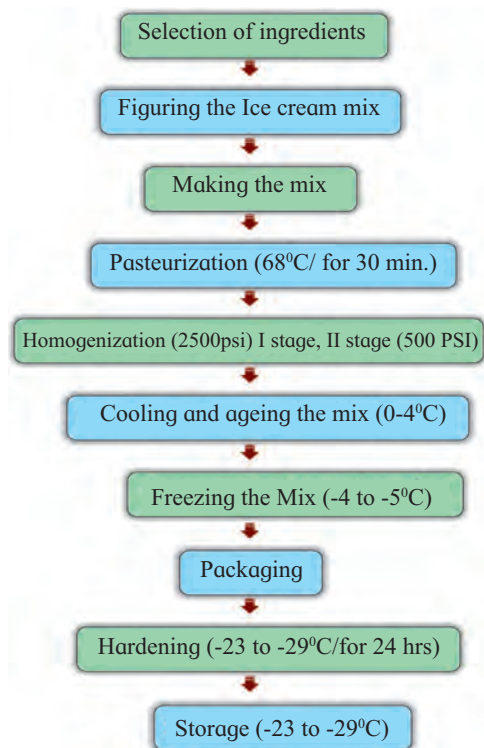 Selection of ingredients
Figuring the Ice cream mix
Making the mix
Pasteurization (68⁰C/ for 30 min.)
Homogenization (2500psi) I stage, II stage (500 PSI)
Cooling and ageing the mix (0-4⁰C)
Freezing the Mix (-4 to -5⁰C)
Packaging
Hardening (-23 to -29⁰C/for 24 hrs)
Storage (-23 to -29⁰C)